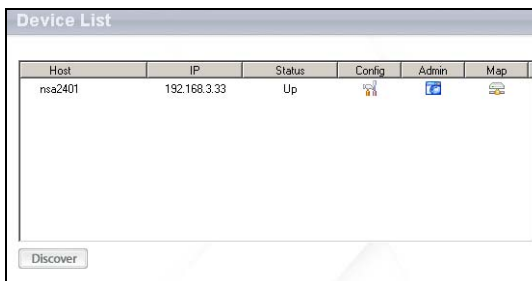 Device List
Host IP Status Config Admin Map
nsa2401 192.168.3.33 Up
Discover